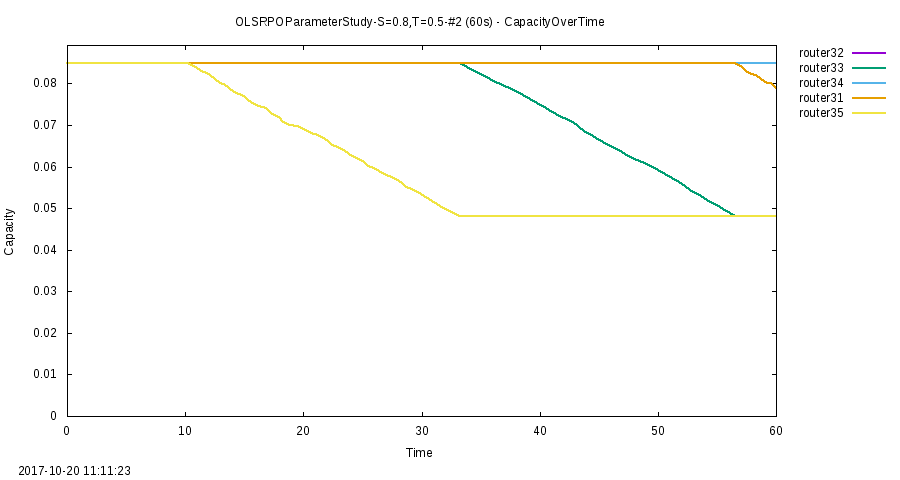 OLSRPOParameterStudy-S=0.8,T=0.5-#2 (60s) - CapacityOverTime
router32
router33
router34
router31
router35
0.08
0.07
0.06
0.05
0.04
0.03
0.02
0.01
0
Capacity
0 10 20 30 40 50 60
Time
2017-10-20 11:11:23